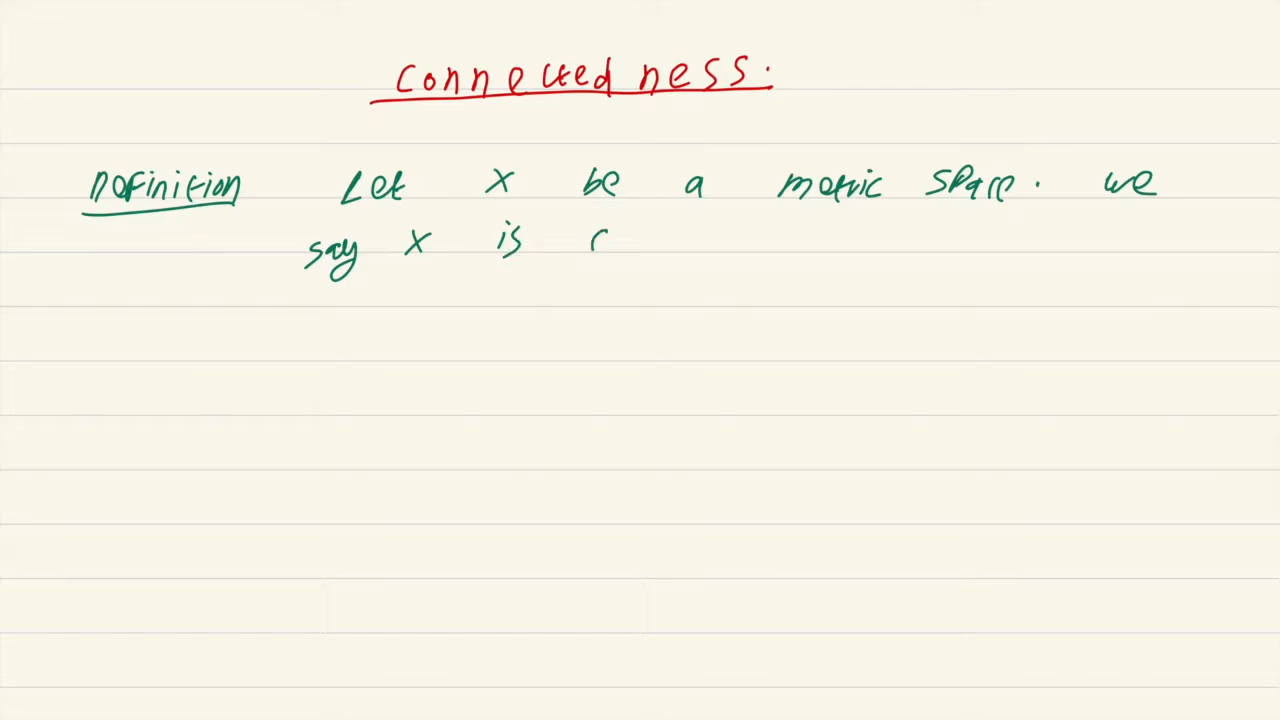 Connectedness.
Definition Let X be a metric space. we
say X is c